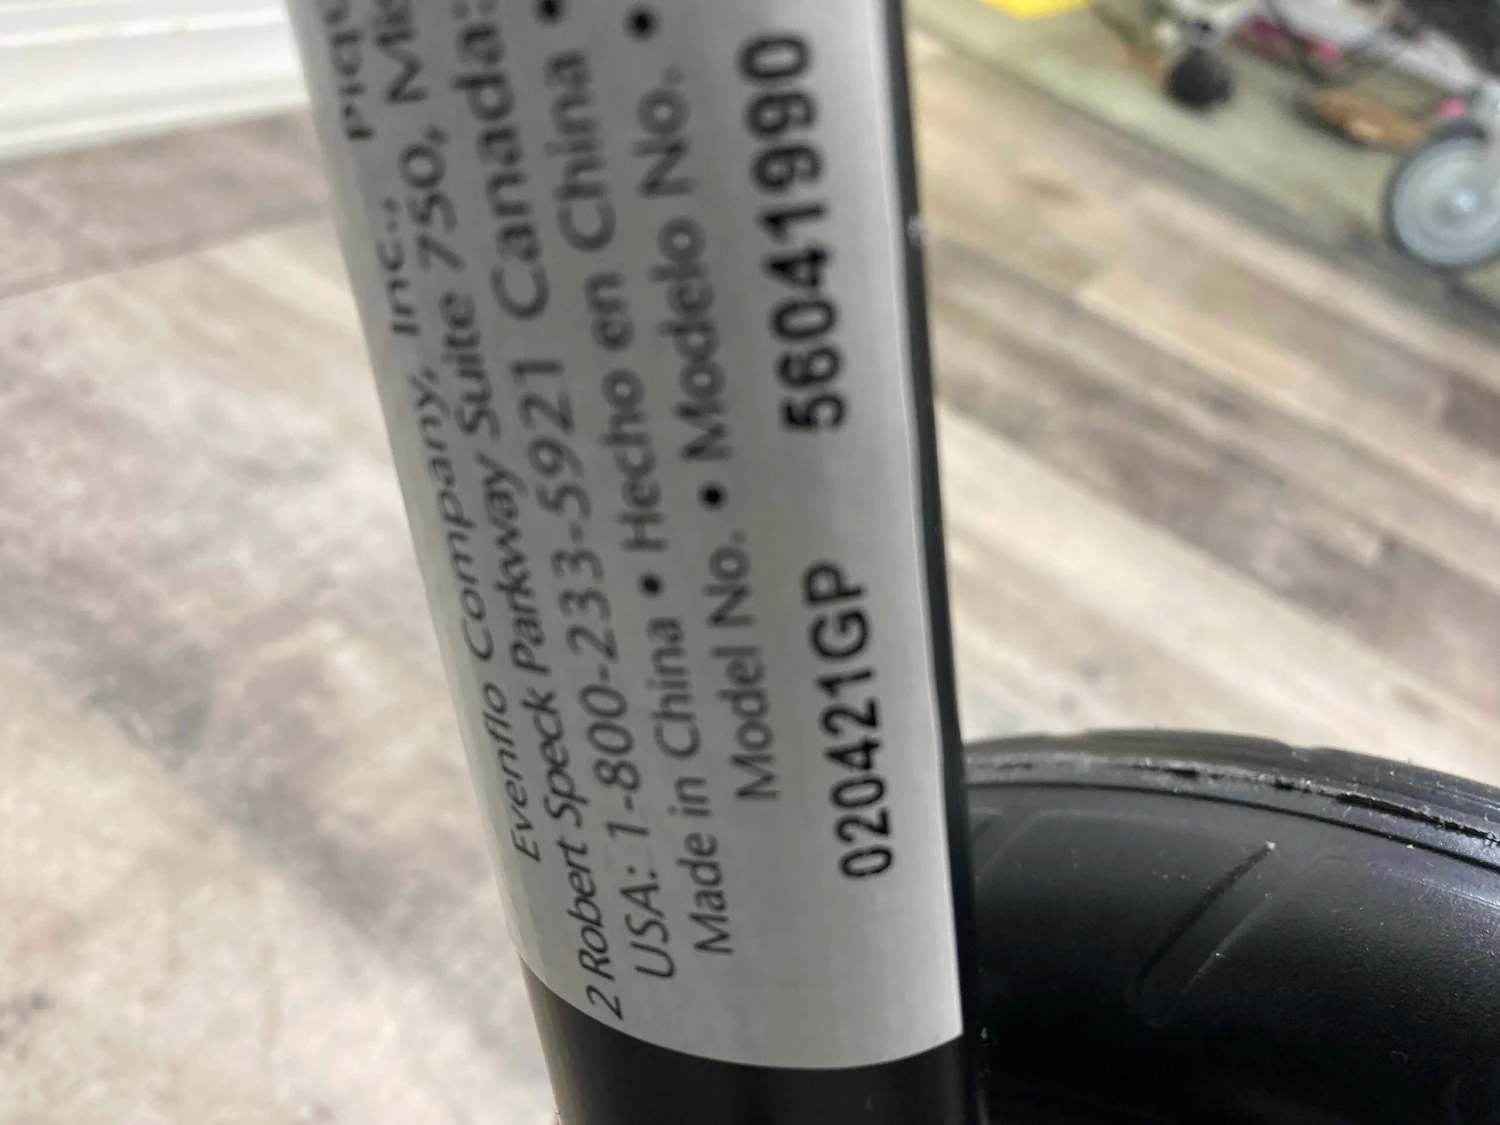 Evenflo Company, Inc.,
2 Robert Speck Parkway Suite 750,
USA: 1-800-233-5921 Canada:
Made in China • Hecho en China •
Model No. • Modelo No. •
020421GP 56041990